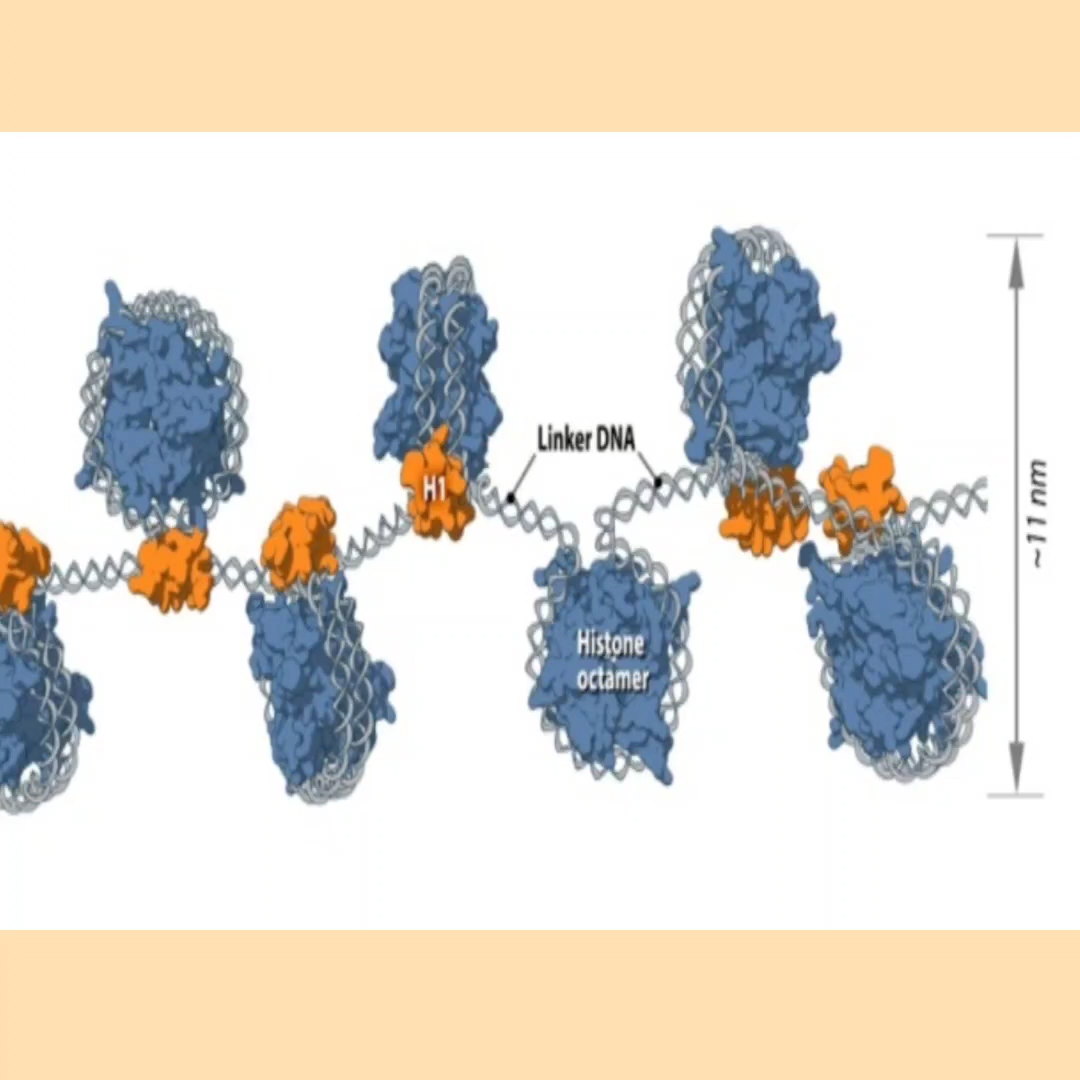 Linker DNA
H1
~11 nm
Histone
octamer